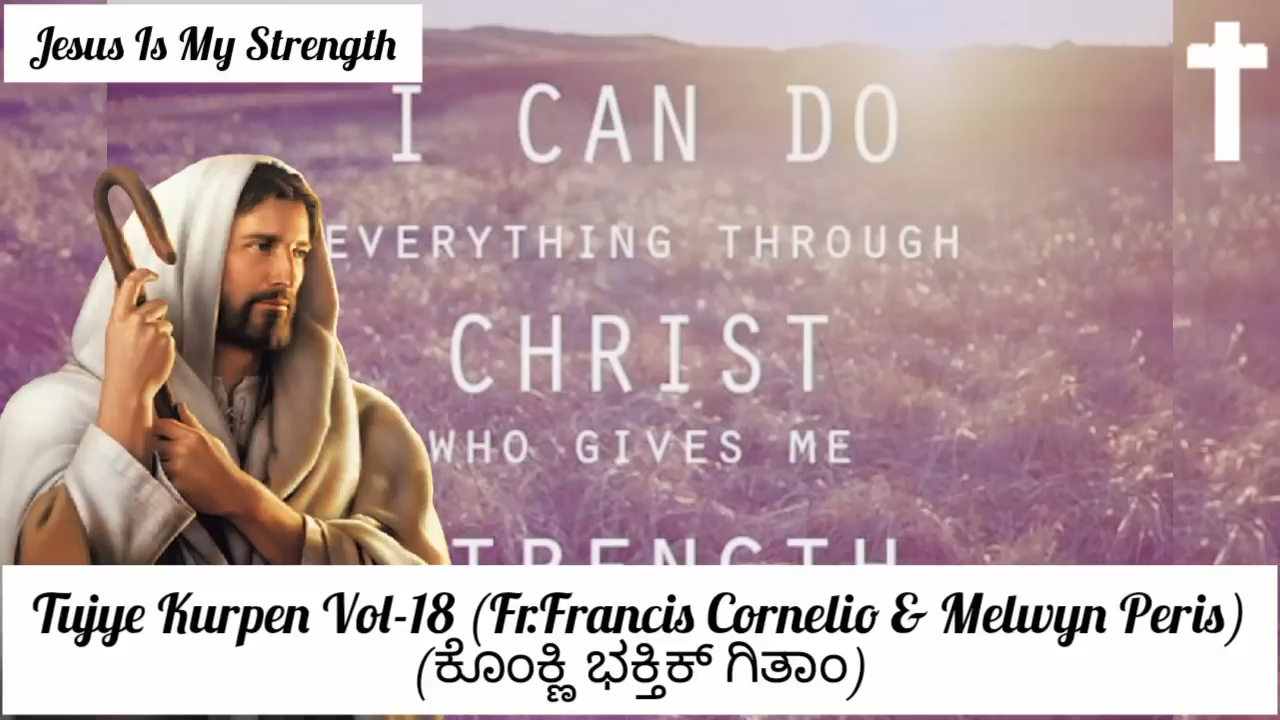 Jesus Is My Strength
I CAN DO
EVERYTHING THROUGH
CHRIST
WHO GIVES ME
STRENGTH
Tujye Kurpen Vol-18 (Fr.Francis Cornelio & Melwyn Peris)
(ಕೊಂಕ್ಣಿ ಭಕ್ತಿಕ್ ಗಿತಾಂ)